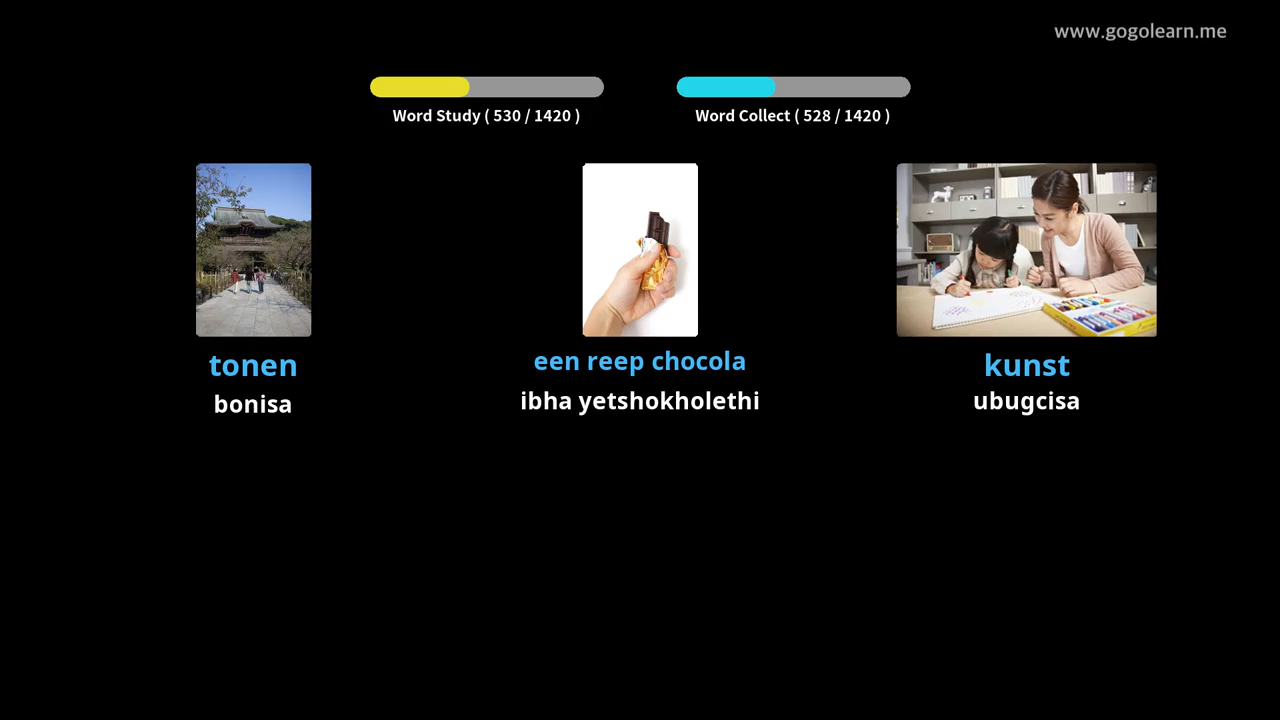 www.gogolearn.me
Word Study ( 530 / 1420 )
Word Collect ( 528 / 1420 )
tonen
bonisa
een reep chocola
ibha yetshokholethi
kunst
ubugcisa